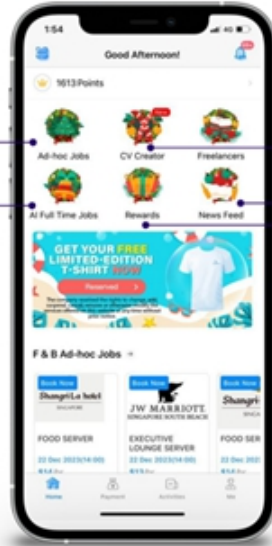 1:54
4G
Good Afternoon!
1613 Points
Ad-hoc Jobs
CV Creator
Freelancers
AI Full Time Jobs
Rewards
News Feed
GET YOUR FREE
LIMITED-EDITION
T-SHIRT NOW
Reserved
F & B Ad-hoc Jobs
Book Now
Book Now
Book Now
Shangri-La hotel
SINGAPORE
JW MARRIOTT
SINGAPORE SOUTH BEACH
Shangri
FOOD SERVER
EXECUTIVE
LOUNGE SERVER
FOOD SER
22 Dec 2023(14:00)
22 Dec 2023(14:00)
22 Dec 20
Home
Payment
Activities
Me